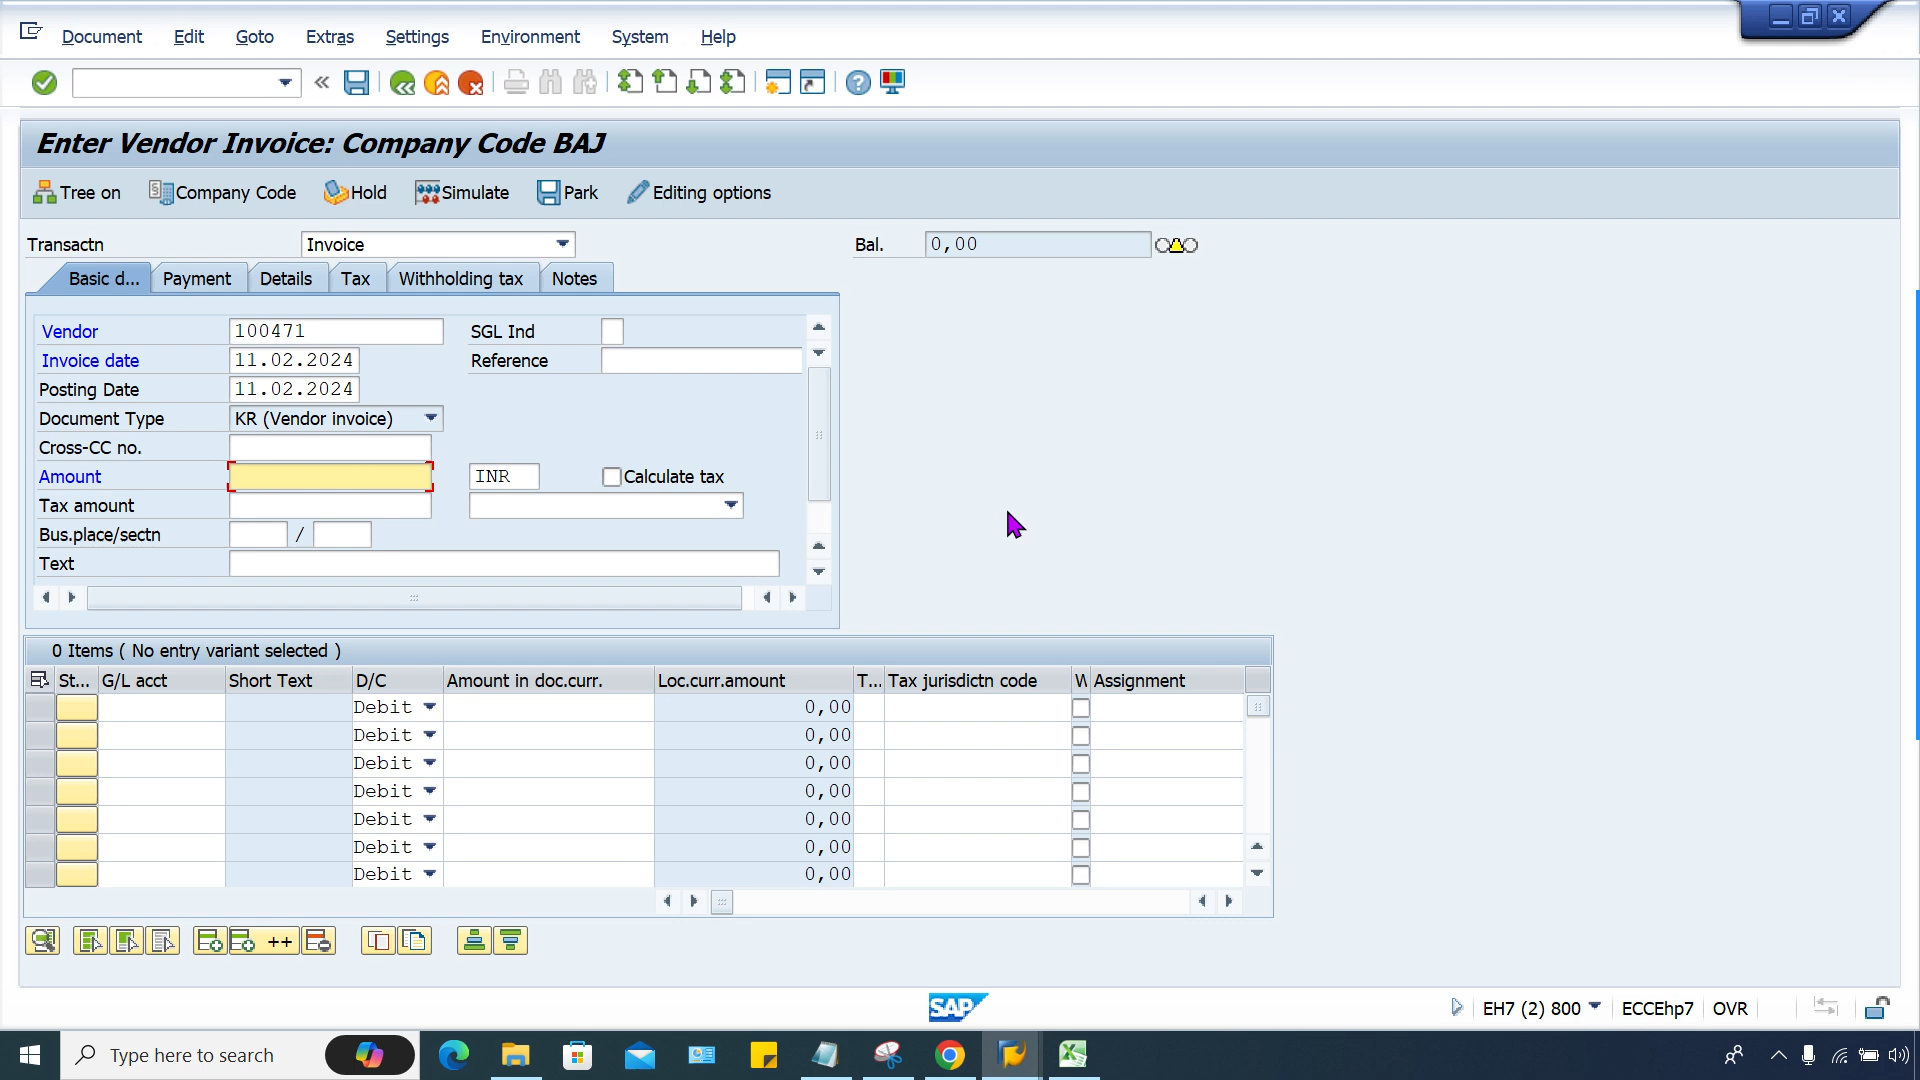 Document Edit Goto Extras Settings Environment System Help
Enter Vendor Invoice: Company Code BAJ
Tree on Company Code Hold Simulate Park Editing options
Transactn Invoice Bal. 0,00
Basic d... Payment Details Tax Withholding tax Notes
Vendor 100471 SGL Ind
Invoice date 11.02.2024 Reference
Posting Date 11.02.2024
Document Type KR (Vendor invoice)
Cross-CC no.
Amount INR Calculate tax
Tax amount
Bus.place/sectn /
Text
0 Items ( No entry variant selected )
St... G/L acct Short Text D/C Amount in doc.curr. Loc.curr.amount T... Tax jurisdictn code W Assignment
Debit 0,00
Debit 0,00
Debit 0,00
Debit 0,00
Debit 0,00
Debit 0,00
Debit 0,00
++
SAP EH7 (2) 800 ECCEhp7 OVR
Type here to search